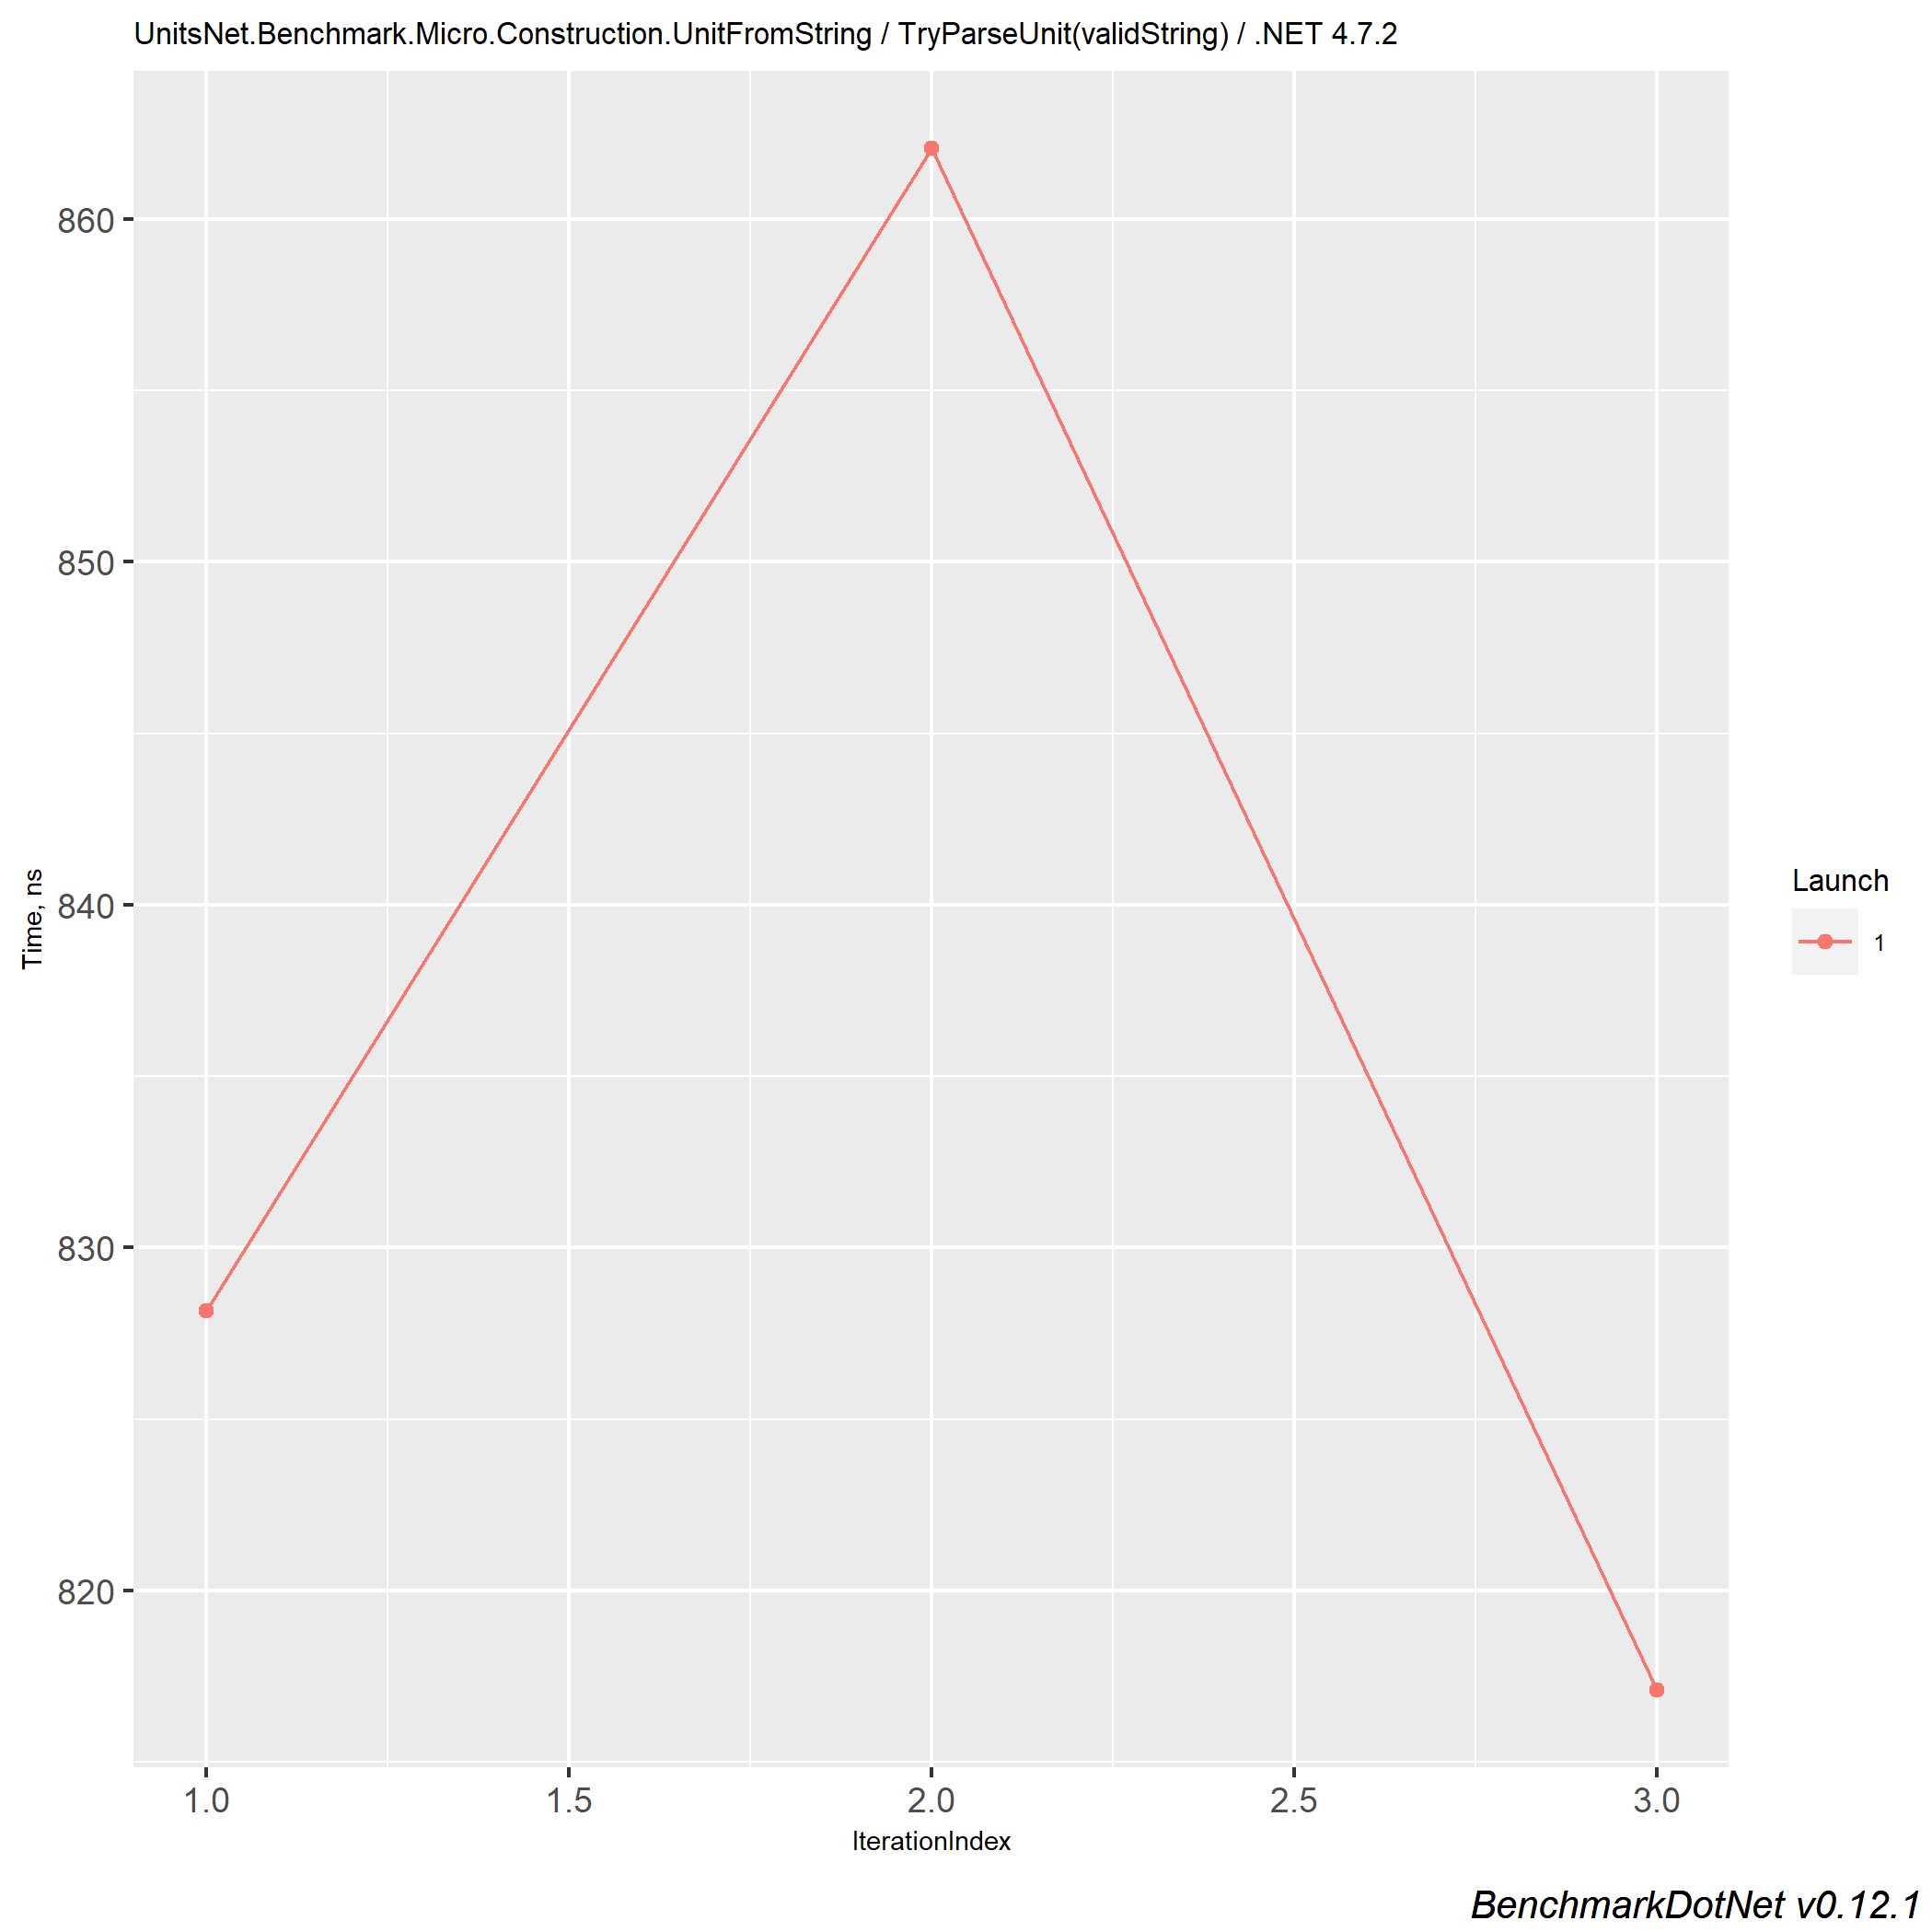 UnitsNet.Benchmark.Micro.Construction.UnitFromString / TryParseUnit(validString) / .NET 4.7.2
Time, ns
860
850
840
830
820
1.0 1.5 2.0 2.5 3.0
IterationIndex
Launch
1
BenchmarkDotNet v0.12.1